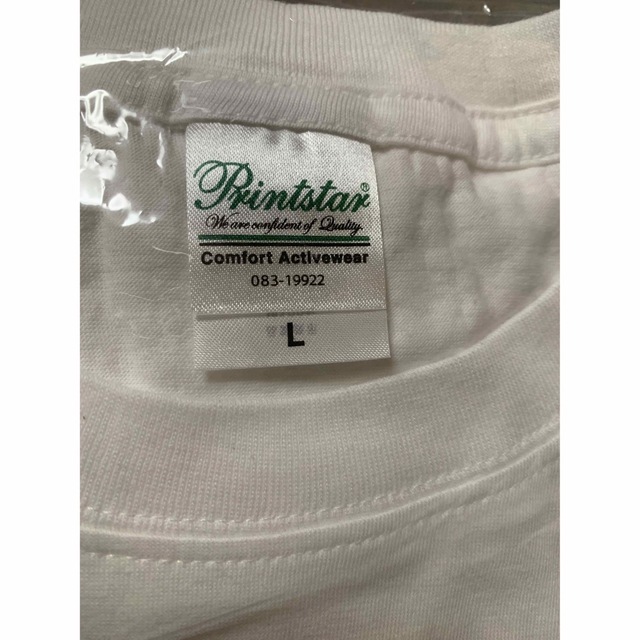 Printstar®
We are confident of Quality.
Comfort Activewear
083-19922
L